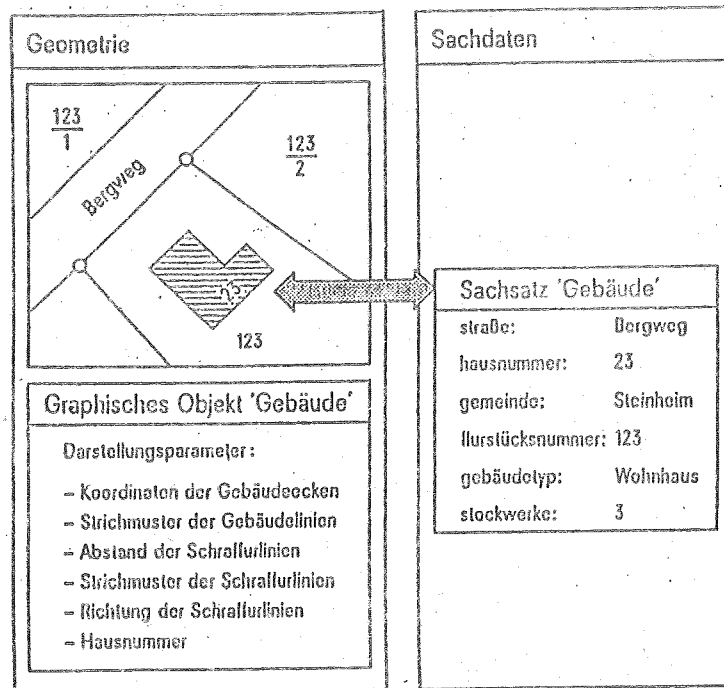 Geometrie
123
1
Bergweg
123
2
23
123
Graphisches Objekt 'Gebäude'
Darstellungsparameter:
- Koordinaten der Gebäudeecken
- Strichmuster der Gebäudelinien
- Abstand der Schraffurlinien
- Strichmuster der Schraffurlinien
- Richtung der Schraffurlinien
- Hausnummer
Sachdaten
Sachsatz 'Gebäude'
straße: Bergweg
hausnummer: 23
gemeinde: Steinheim
flurstücksnummer: 123
gebäudetyp: Wohnhaus
stockwerke: 3